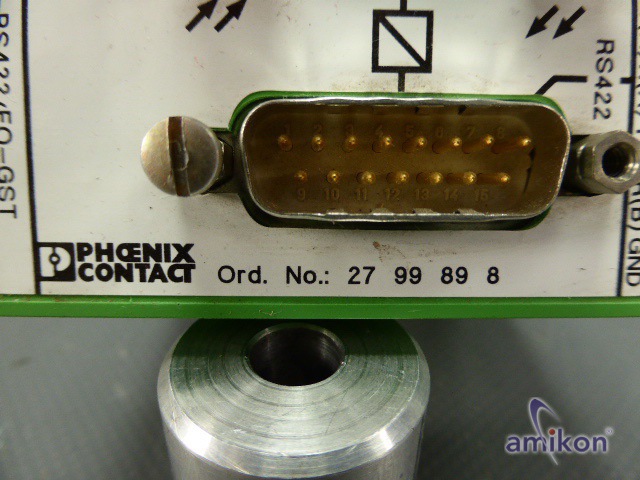 RS422/FO-GST
RS422
1 2 3 4 5 6 7 8
9 10 11 12 13 14 15
(B) GND
PHŒNIX
CONTACT
Ord. No.: 27 99 89 8
amikon